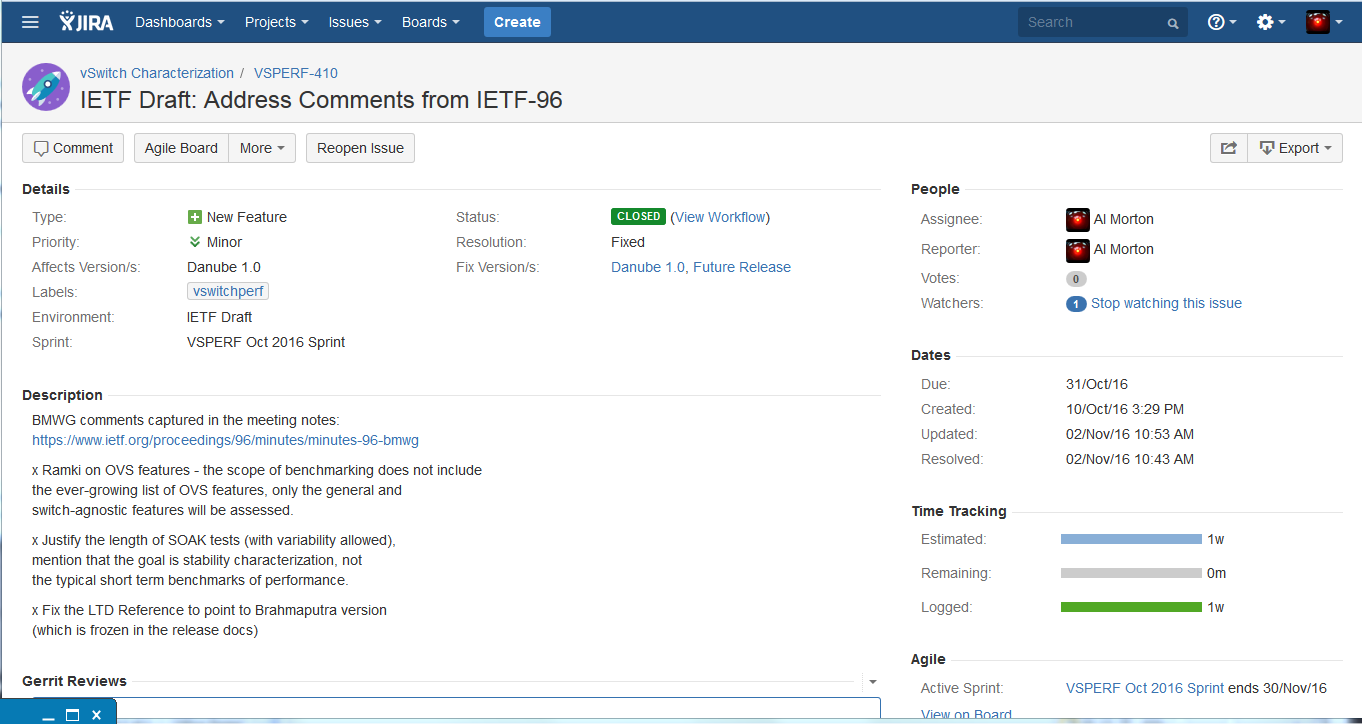 JIRA Dashboards Projects Issues Boards Create Search
vSwitch Characterization / VSPERF-410
IETF Draft: Address Comments from IETF-96
Comment Agile Board More Reopen Issue Export
Details
Type: New Feature Status: CLOSED (View Workflow)
Priority: Minor Resolution: Fixed
Affects Version/s: Danube 1.0 Fix Version/s: Danube 1.0, Future Release
Labels: vswitchperf
Environment: IETF Draft
Sprint: VSPERF Oct 2016 Sprint
Description
BMWG comments captured in the meeting notes:
https://www.ietf.org/proceedings/96/minutes/minutes-96-bmwg
x Ramki on OVS features - the scope of benchmarking does not include
the ever-growing list of OVS features, only the general and
switch-agnostic features will be assessed.
x Justify the length of SOAK tests (with variability allowed),
mention that the goal is stability characterization, not
the typical short term benchmarks of performance.
x Fix the LTD Reference to point to Brahmaputra version
(which is frozen in the release docs)
Gerrit Reviews
People
Assignee: Al Morton
Reporter: Al Morton
Votes: 0
Watchers: 1 Stop watching this issue
Dates
Due: 31/Oct/16
Created: 10/Oct/16 3:29 PM
Updated: 02/Nov/16 10:53 AM
Resolved: 02/Nov/16 10:43 AM
Time Tracking
Estimated: 1w
Remaining: 0m
Logged: 1w
Agile
Active Sprint: VSPERF Oct 2016 Sprint ends 30/Nov/16
View on Board